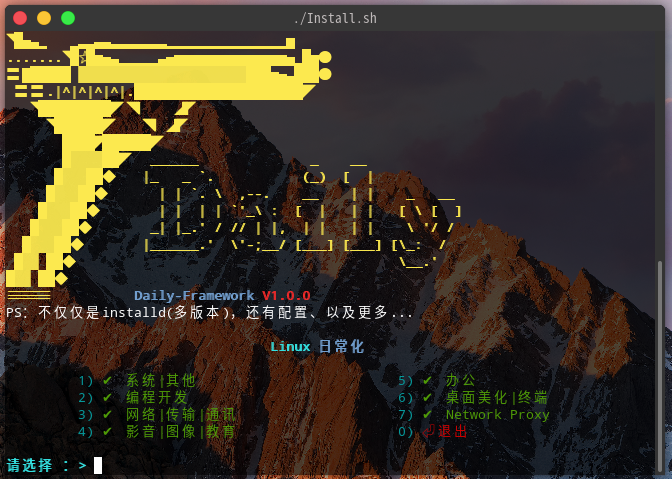 ./Install.sh
Daily
Daily-Framework V1.0.0
PS: 不仅仅是installd(多版本), 还有配置、以及更多...
Linux 日常化
1) ✔ 系统|其他
2) ✔ 编程开发
3) ✔ 网络|传输|通讯
4) ✔ 影音|图像|教育
5) ✔ 办公
6) ✔ 桌面美化|终端
7) ✔ Network Proxy
0) 退出
请选择 : >